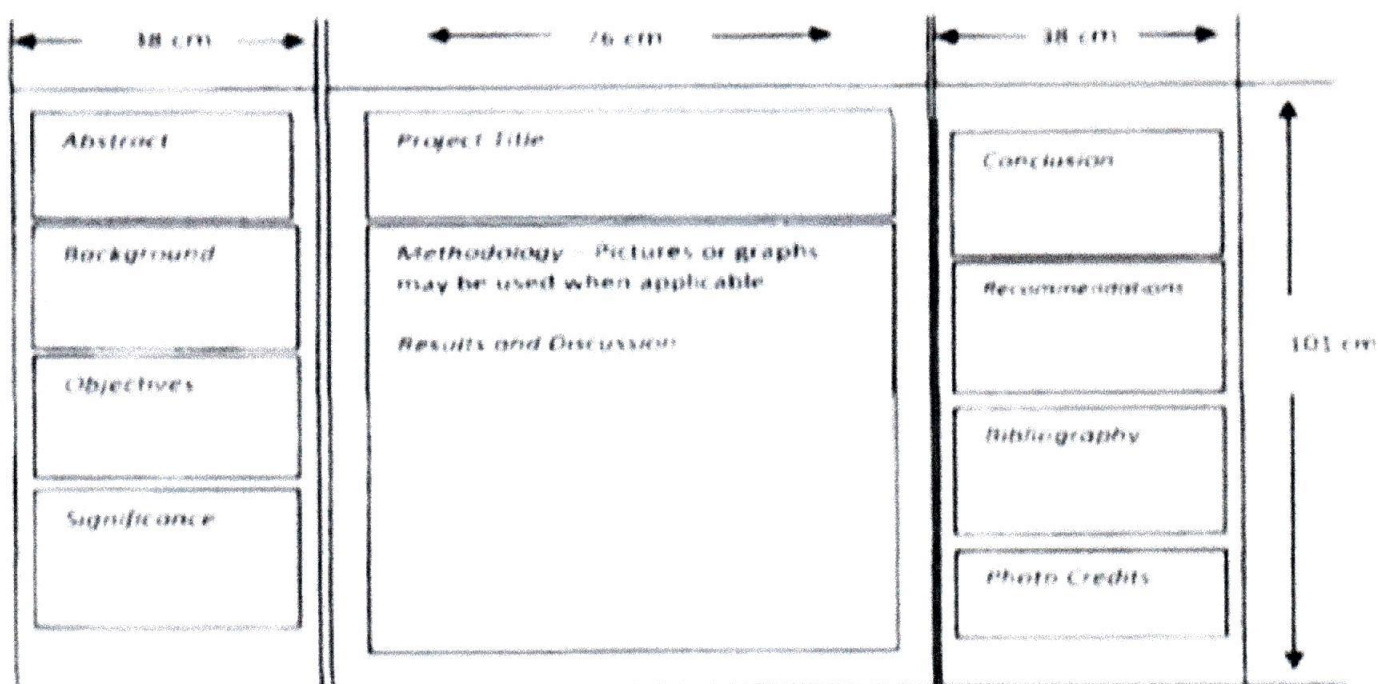 38 cm
76 cm
38 cm
Abstract
Background
Objectives
Significance
Project Title
Methodology - Pictures or graphs
may be used when applicable
Results and Discussion
Conclusion
Recommendations
Bibliography
Photo Credits
101 cm